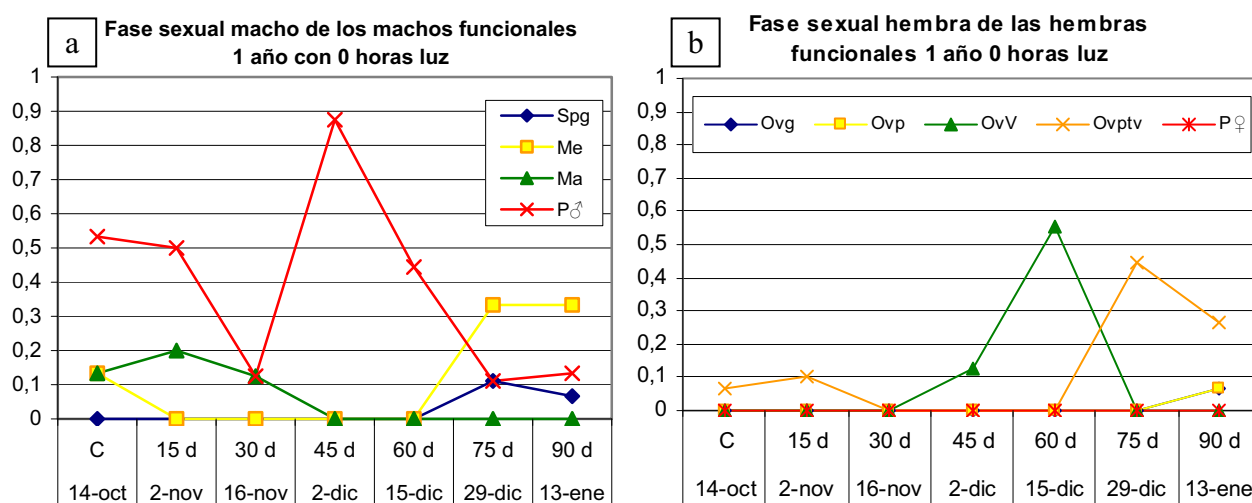 a
Fase sexual macho de los machos funcionales
1 año con 0 horas luz
1
0,9
0,8
0,7
0,6
0,5
0,4
0,3
0,2
0,1
0
Spg
Me
Ma
P♂
C 15 d 30 d 45 d 60 d 75 d 90 d
14-oct 2-nov 16-nov 2-dic 15-dic 29-dic 13-ene
b
Fase sexual hembra de las hembras
funcionales 1 año 0 horas luz
1
0,9
0,8
0,7
0,6
0,5
0,4
0,3
0,2
0,1
0
Ovg Ovp OvV Ovptv P♀
C 15 d 30 d 45 d 60 d 75 d 90 d
14-oct 2-nov 16-nov 2-dic 15-dic 29-dic 13-ene